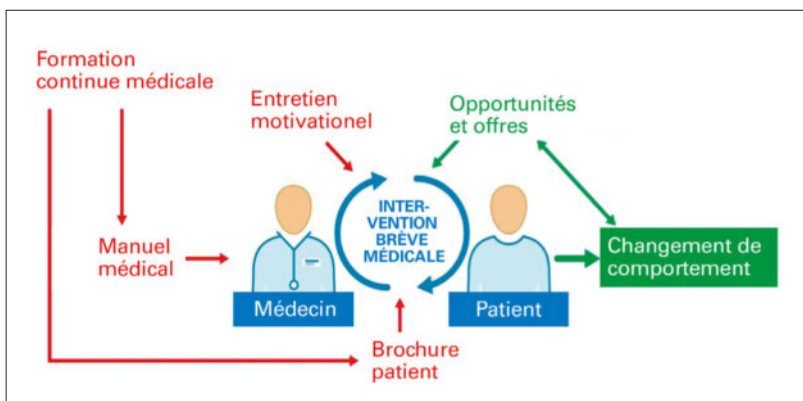 Formation
continue médicale
Entretien
motivationel
Opportunités
et offres
INTER-
VENTION
BRÈVE
MÉDICALE
Manuel
médical
Changement de
comportement
Médecin
Patient
Brochure
patient